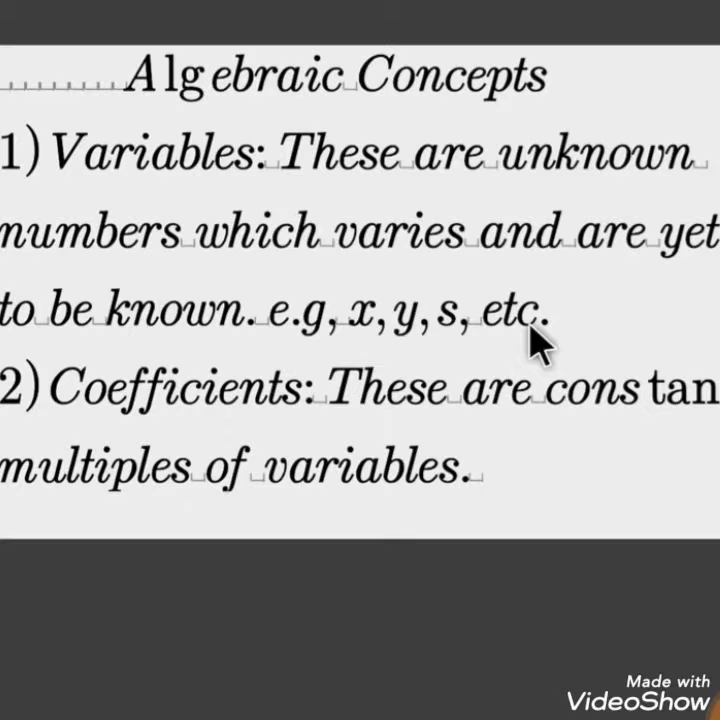 Algebraic Concepts
1) Variables: These are unknown
numbers which varies and are yet
to be known. e.g, x, y, s, etc.
2) Coefficients: These are constan
multiples of variables.
Made with
VideoShow